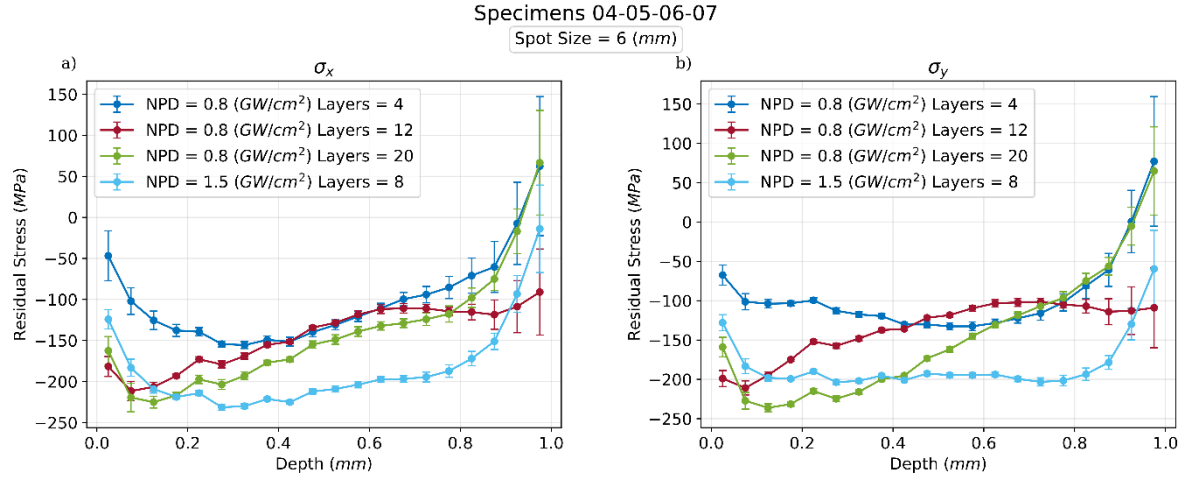 Specimens 04-05-06-07
Spot Size = 6 (mm)
a)
σx
NPD = 0.8 (GW/cm²) Layers = 4
NPD = 0.8 (GW/cm²) Layers = 12
NPD = 0.8 (GW/cm²) Layers = 20
NPD = 1.5 (GW/cm²) Layers = 8
Residual Stress (MPa)
150
100
50
0
−50
−100
−150
−200
−250
0.0 0.2 0.4 0.6 0.8 1.0
Depth (mm)
b)
σy
NPD = 0.8 (GW/cm²) Layers = 4
NPD = 0.8 (GW/cm²) Layers = 12
NPD = 0.8 (GW/cm²) Layers = 20
NPD = 1.5 (GW/cm²) Layers = 8
Residual Stress (MPa)
150
100
50
0
−50
−100
−150
−200
−250
0.0 0.2 0.4 0.6 0.8 1.0
Depth (mm)